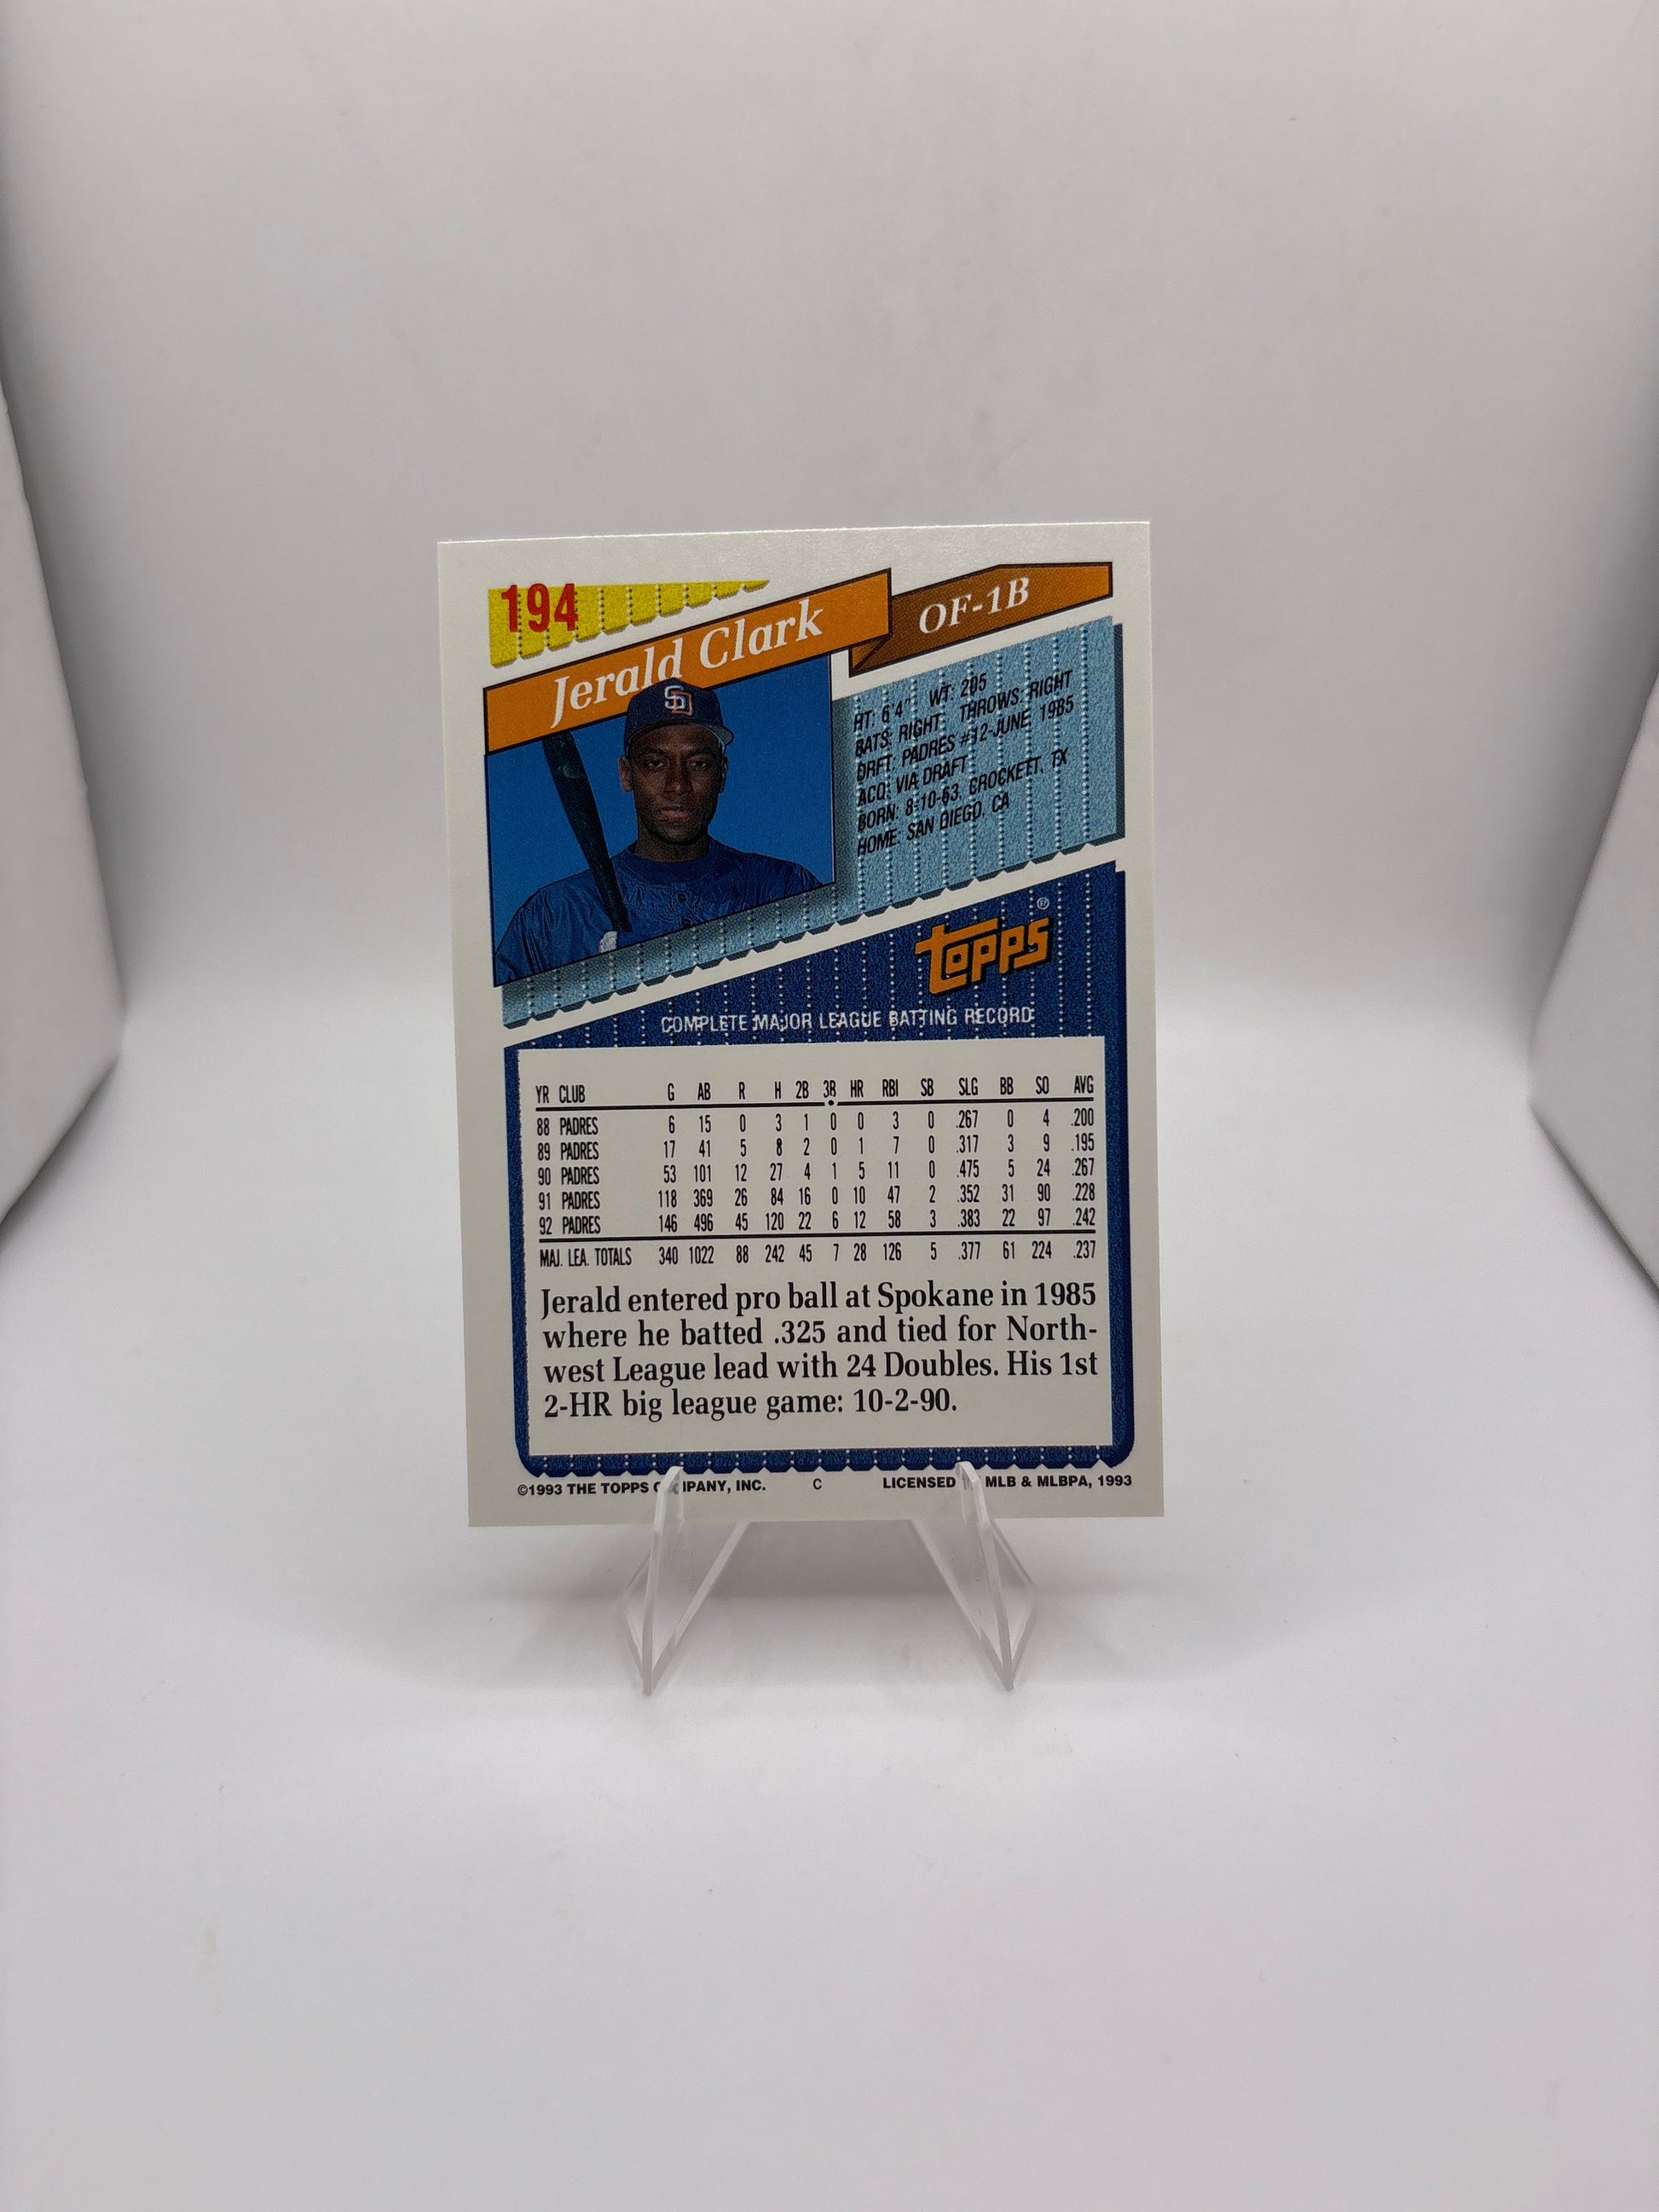 194
Jerald Clark
OF-1B
SD
HT: 6'4" WT: 205
BATS: RIGHT THROWS: RIGHT
DRFT: PADRES #12-JUNE, 1985
ACQ: VIA DRAFT
BORN: 8-10-63, CROCKETT, TX
HOME: SAN DIEGO, CA
topps®
COMPLETE MAJOR LEAGUE BATTING RECORD
YR CLUB G AB R H 2B 3B HR RBI SB SLG BB SO AVG
88 PADRES 6 15 0 3 1 0 0 3 0 .267 0 4 .200
89 PADRES 17 41 5 8 2 0 1 7 0 .317 3 9 .195
90 PADRES 53 101 12 27 4 1 5 11 0 .475 5 24 .267
91 PADRES 118 369 26 84 16 0 10 47 2 .352 31 90 .228
92 PADRES 146 496 45 120 22 6 12 58 3 .383 22 97 .242
MAJ. LEA. TOTALS 340 1022 88 242 45 7 28 126 5 .377 61 224 .237
Jerald entered pro ball at Spokane in 1985
where he batted .325 and tied for North-
west League lead with 24 Doubles. His 1st
2-HR big league game: 10-2-90.
©1993 THE TOPPS COMPANY, INC. C LICENSED MLB & MLBPA, 1993